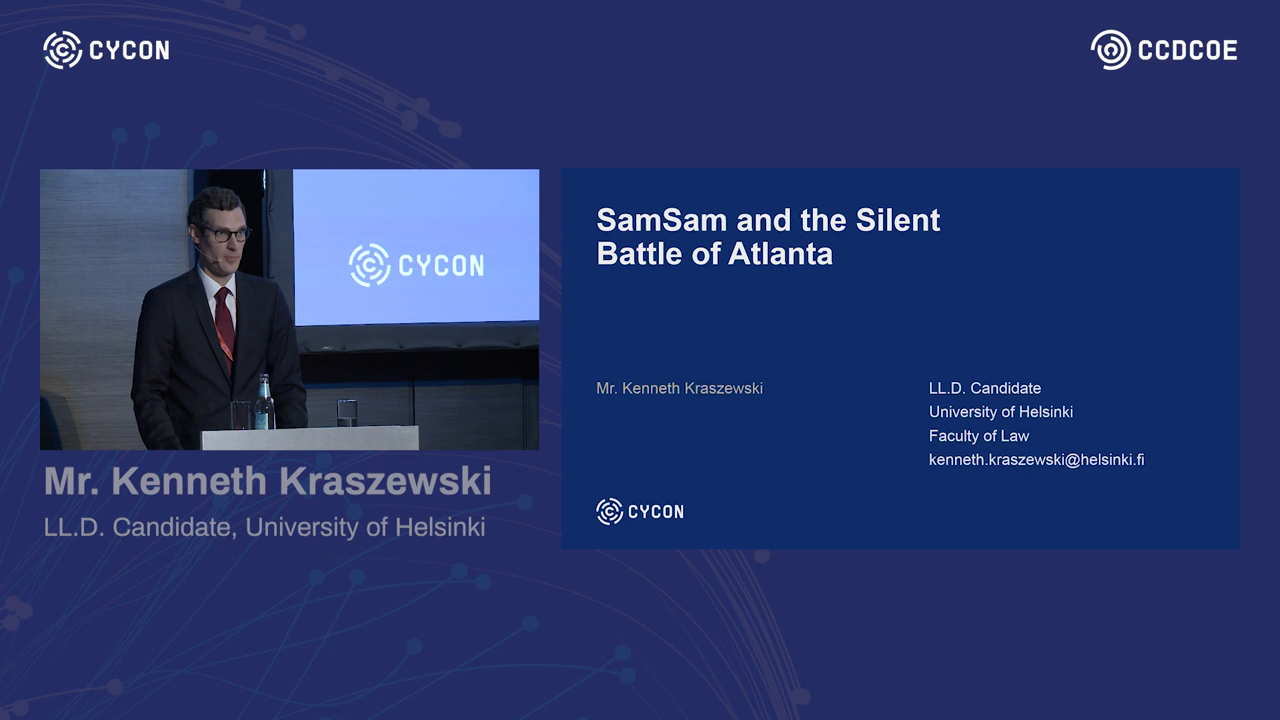 CYCON
CCDCOE
CYCON
Mr. Kenneth Kraszewski
LL.D. Candidate, University of Helsinki
SamSam and the Silent
Battle of Atlanta
Mr. Kenneth Kraszewski
LL.D. Candidate
University of Helsinki
Faculty of Law
kenneth.kraszewski@helsinki.fi
CYCON